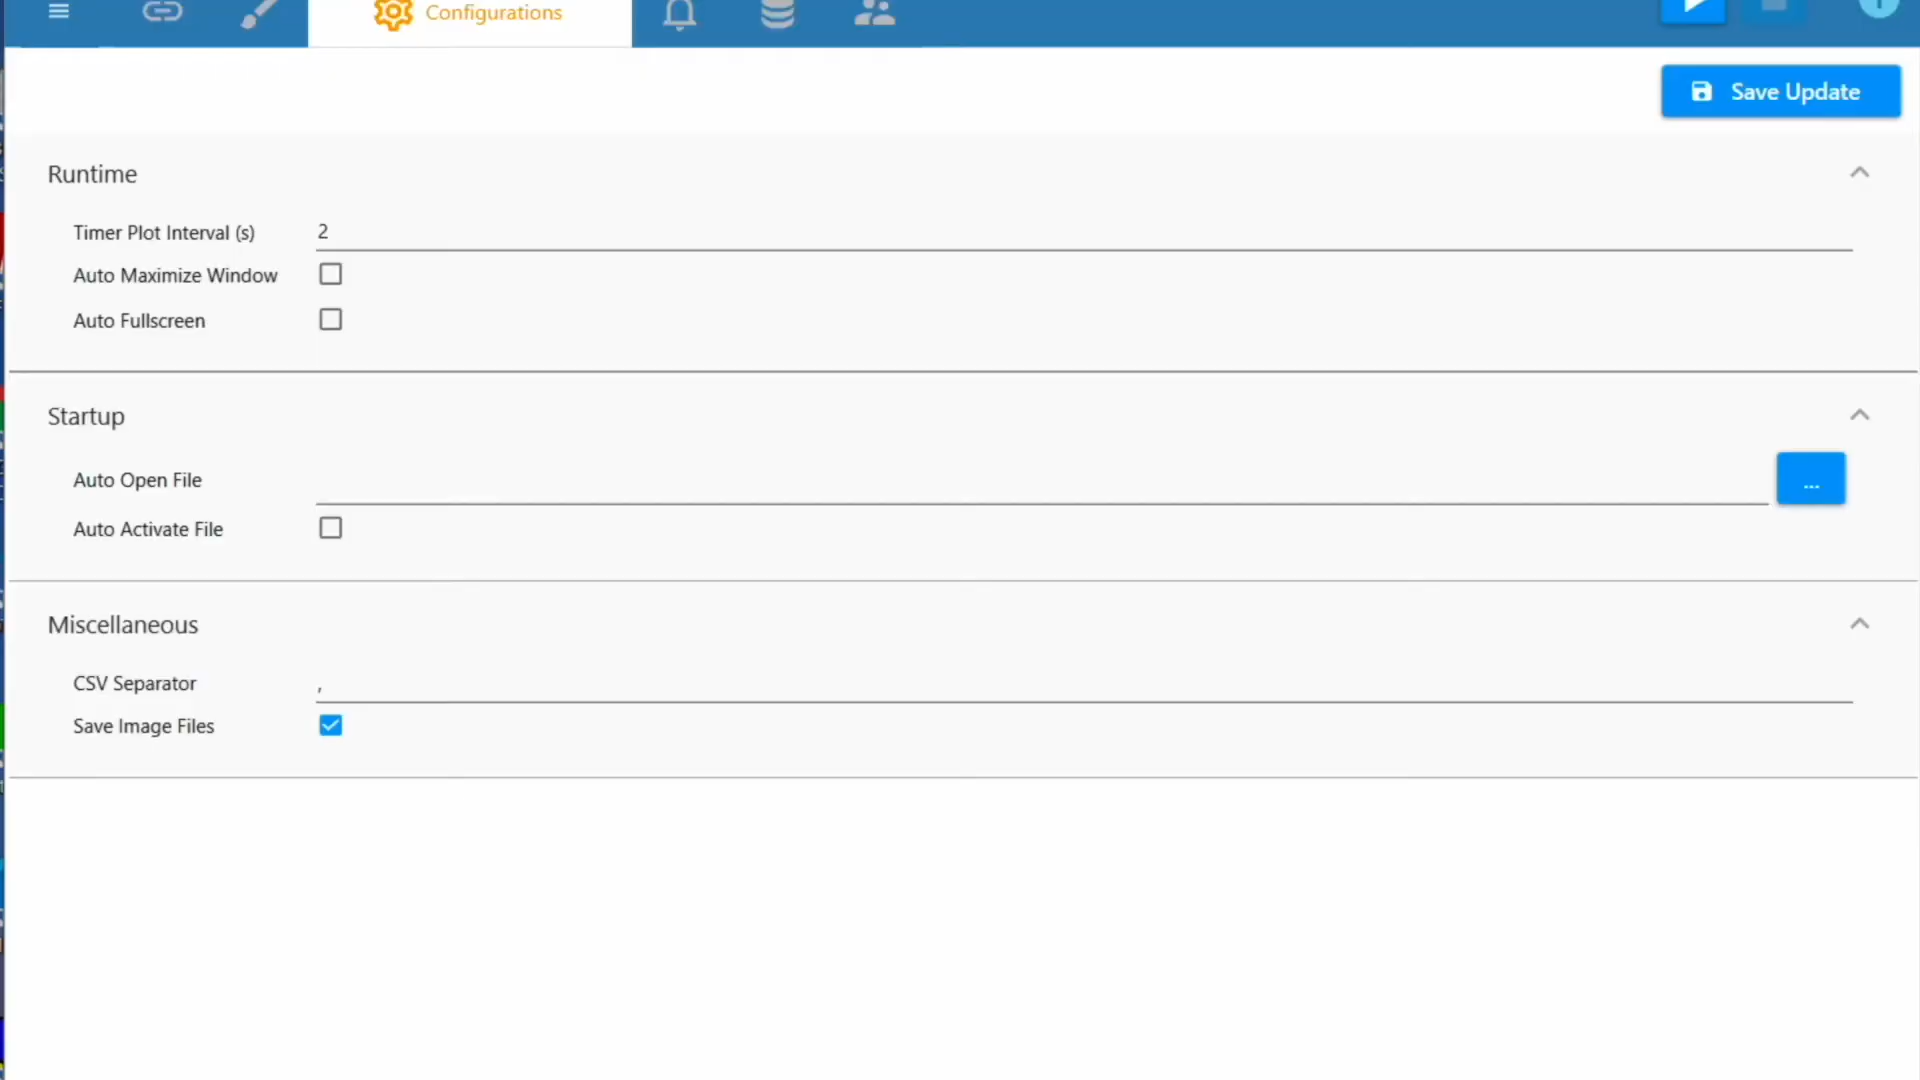 Configurations
Save Update
Runtime
Timer Plot Interval (s) 2
Auto Maximize Window
Auto Fullscreen
Startup
Auto Open File ...
Auto Activate File
Miscellaneous
CSV Separator ,
Save Image Files